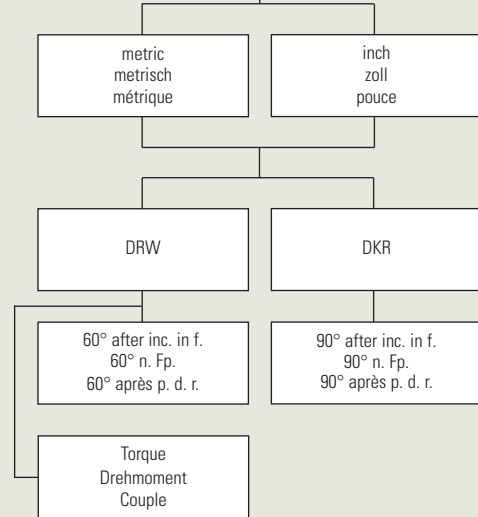 metric
metrisch
métrique
inch
zoll
pouce
DRW
DKR
60° after inc. in f.
60° n. Fp.
60° après p. d. r.
90° after inc. in f.
90° n. Fp.
90° après p. d. r.
Torque
Drehmoment
Couple